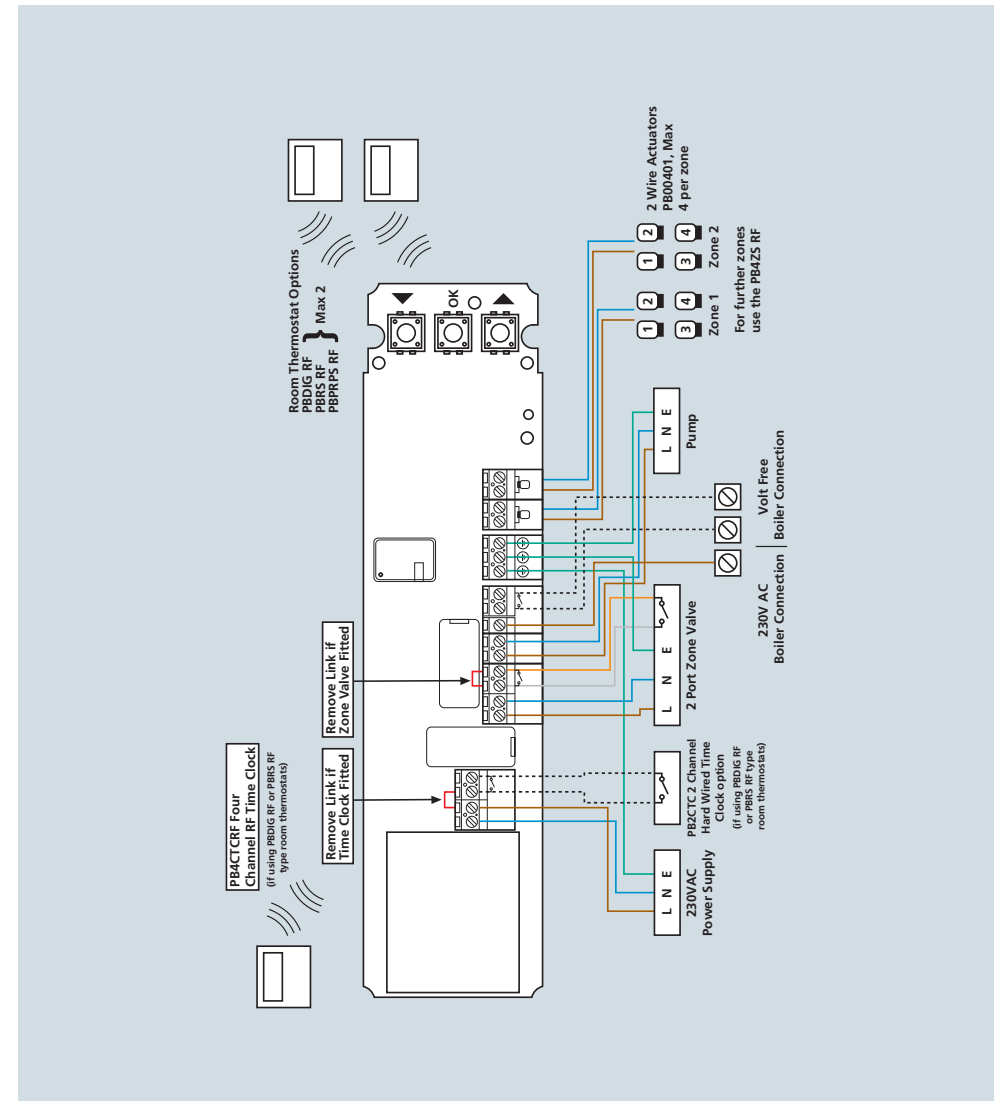 PB4CTCRF Four
Channel RF Time Clock
(if using PBDIG RF or PBRS RF
type room thermostats)
Remove Link if
Time Clock Fitted
Remove Link if
Zone Valve Fitted
Room Thermostat Options
PBDIG RF
PBRS RF
PBPRPS RF
} Max 2
OK
230VAC
Power Supply
L N E
PB2CTC 2 Channel
Hard Wired Time
Clock option
(if using PBDIG RF
or PBRS RF type
room thermostats)
L N E
2 Port Zone Valve
230V AC
Boiler Connection
Volt Free
Boiler Connection
L N E
Pump
1 2
3 4
Zone 1
1 2
3 4
Zone 2
For further zones
use the PB4ZS RF
2 Wire Actuators
PB00401, Max
4 per zone